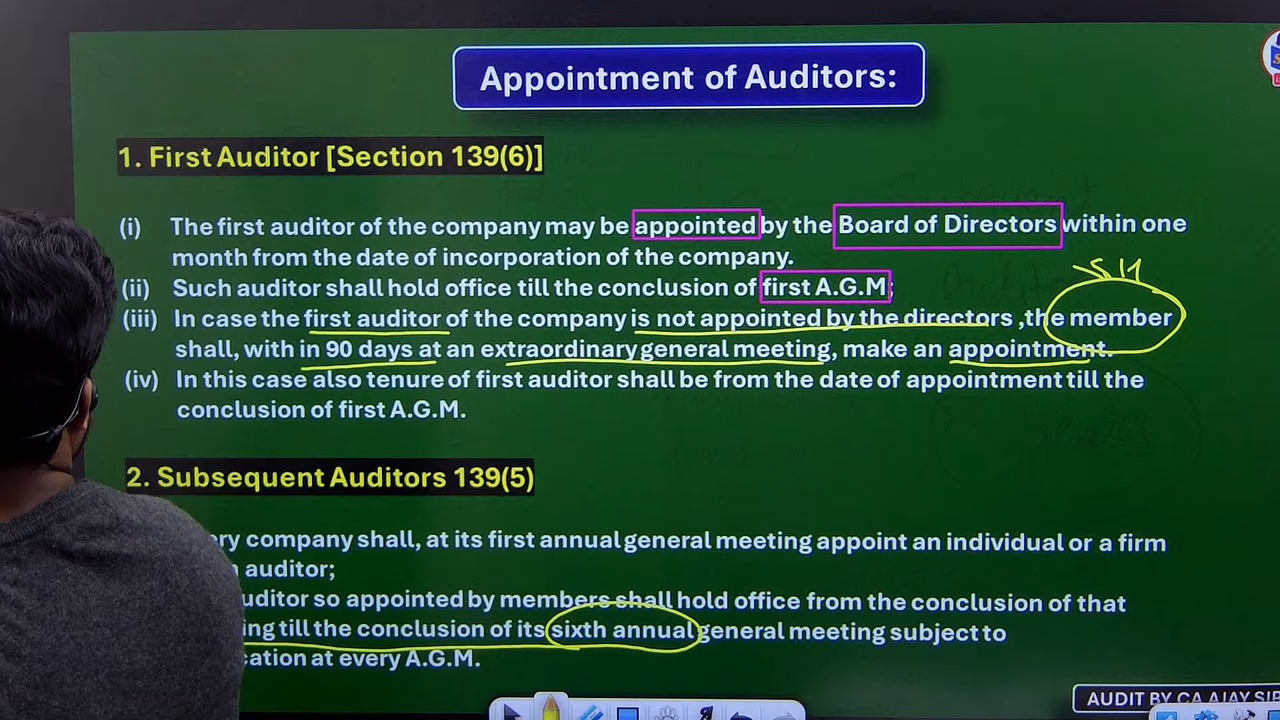 Appointment of Auditors:
1. First Auditor [Section 139(6)]
(i) The first auditor of the company may be appointed by the Board of Directors within one
month from the date of incorporation of the company.
(ii) Such auditor shall hold office till the conclusion of first A.G.M;
(iii) In case the first auditor of the company is not appointed by the directors ,the member
shall, with in 90 days at an extraordinary general meeting, make an appointment.
(iv) In this case also tenure of first auditor shall be from the date of appointment till the
conclusion of first A.G.M.
2. Subsequent Auditors 139(5)
ry company shall, at its first annual general meeting appoint an individual or a firm
auditor;
uditor so appointed by members shall hold office from the conclusion of that
ing till the conclusion of its sixth annual general meeting subject to
cation at every A.G.M.
AUDIT BY CA AJAY